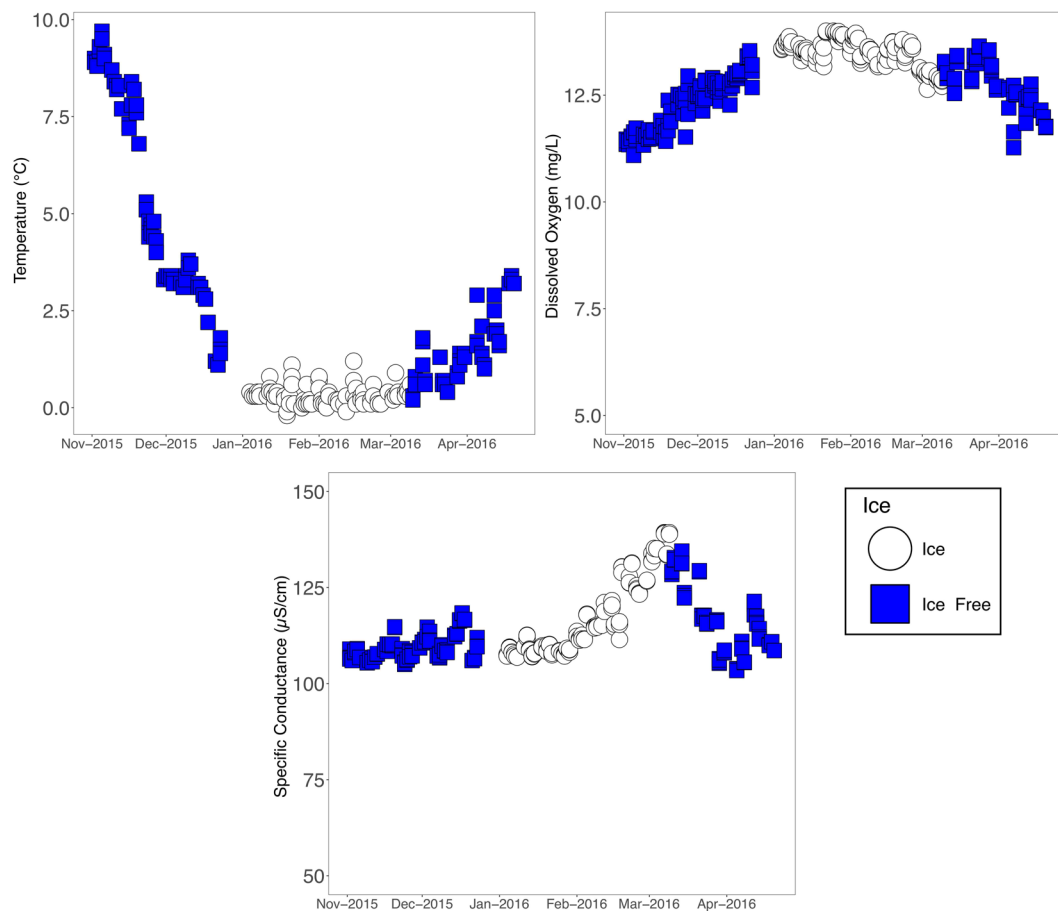 10.0
7.5
5.0
2.5
0.0
Temperature (°C)
Nov−2015 Dec−2015 Jan−2016 Feb−2016 Mar−2016 Apr−2016
12.5
10.0
7.5
5.0
Dissolved Oxygen (mg/L)
Nov−2015 Dec−2015 Jan−2016 Feb−2016 Mar−2016 Apr−2016
150
125
100
75
50
Specific Conductance (µS/cm)
Nov−2015 Dec−2015 Jan−2016 Feb−2016 Mar−2016 Apr−2016
Ice
Ice
Ice Free